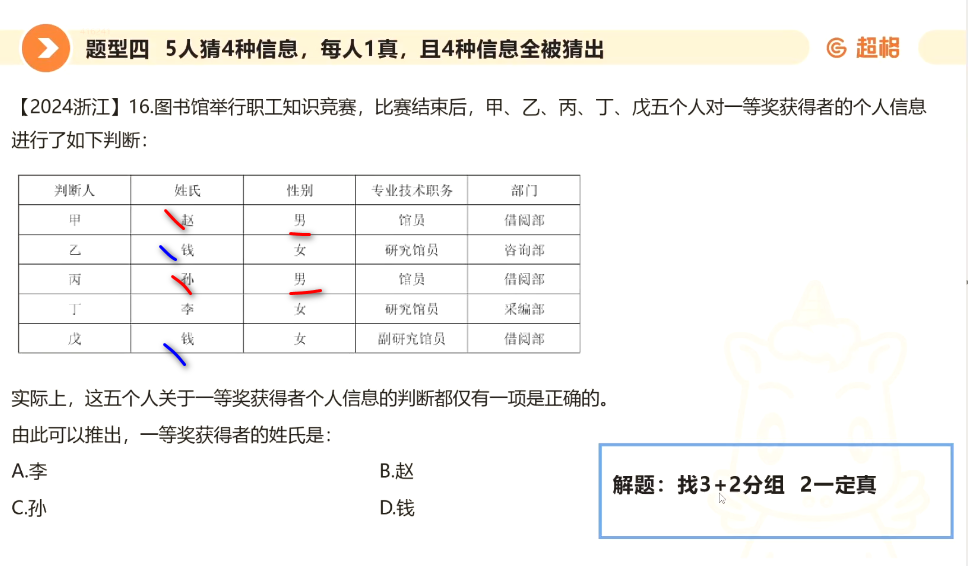 题型四 5人猜4种信息，每人1真，且4种信息全被猜出
超格
【2024浙江】16.图书馆举行职工知识竞赛，比赛结束后，甲、乙、丙、丁、戊五个人对一等奖获得者的个人信息
进行了如下判断：
判断人 姓氏 性别 专业技术职务 部门
甲 赵 男 馆员 借阅部
乙 钱 女 研究馆员 咨询部
丙 孙 男 馆员 借阅部
丁 李 女 研究馆员 采编部
戊 钱 女 副研究馆员 借阅部
实际上，这五个人关于一等奖获得者个人信息的判断都仅有一项是正确的。
由此可以推出，一等奖获得者的姓氏是：
A.李 B.赵
C.孙 D.钱
解题：找3+2分组 2一定真